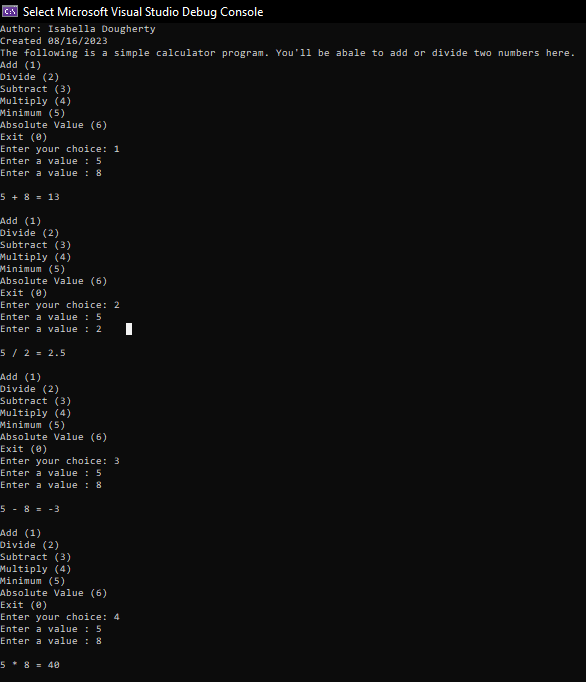 Select Microsoft Visual Studio Debug Console
Author: Isabella Dougherty
Created 08/16/2023
The following is a simple calculator program. You'll be abale to add or divide two numbers here.
Add (1)
Divide (2)
Subtract (3)
Multiply (4)
Minimum (5)
Absolute Value (6)
Exit (0)
Enter your choice: 1
Enter a value : 5
Enter a value : 8
5 + 8 = 13
Add (1)
Divide (2)
Subtract (3)
Multiply (4)
Minimum (5)
Absolute Value (6)
Exit (0)
Enter your choice: 2
Enter a value : 5
Enter a value : 2
5 / 2 = 2.5
Add (1)
Divide (2)
Subtract (3)
Multiply (4)
Minimum (5)
Absolute Value (6)
Exit (0)
Enter your choice: 3
Enter a value : 5
Enter a value : 8
5 - 8 = -3
Add (1)
Divide (2)
Subtract (3)
Multiply (4)
Minimum (5)
Absolute Value (6)
Exit (0)
Enter your choice: 4
Enter a value : 5
Enter a value : 8
5 * 8 = 40